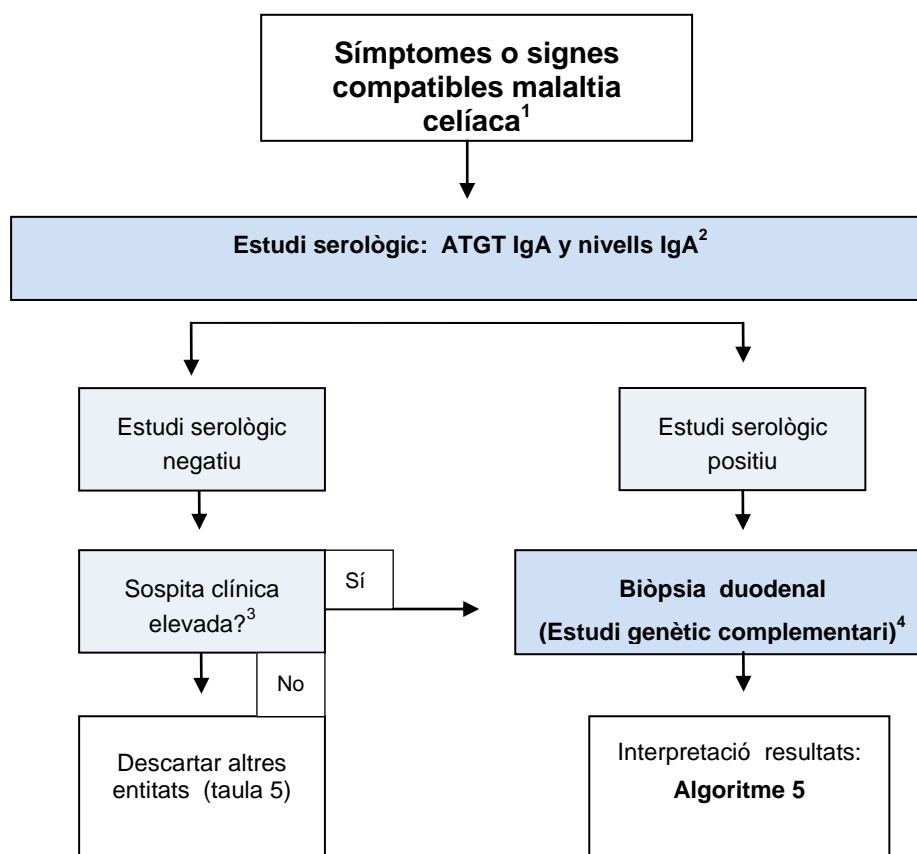 Símptomes o signes
compatibles malaltia
celíaca1
Estudi serològic: ATGT IgA y nivells IgA2
Estudi serològic
negatiu
Estudi serològic
positiu
Sospita clínica
elevada?3
Sí
No
Biòpsia duodenal
(Estudi genètic complementari)4
Descartar altres
entitats (taula 5)
Interpretació resultats:
Algoritme 5